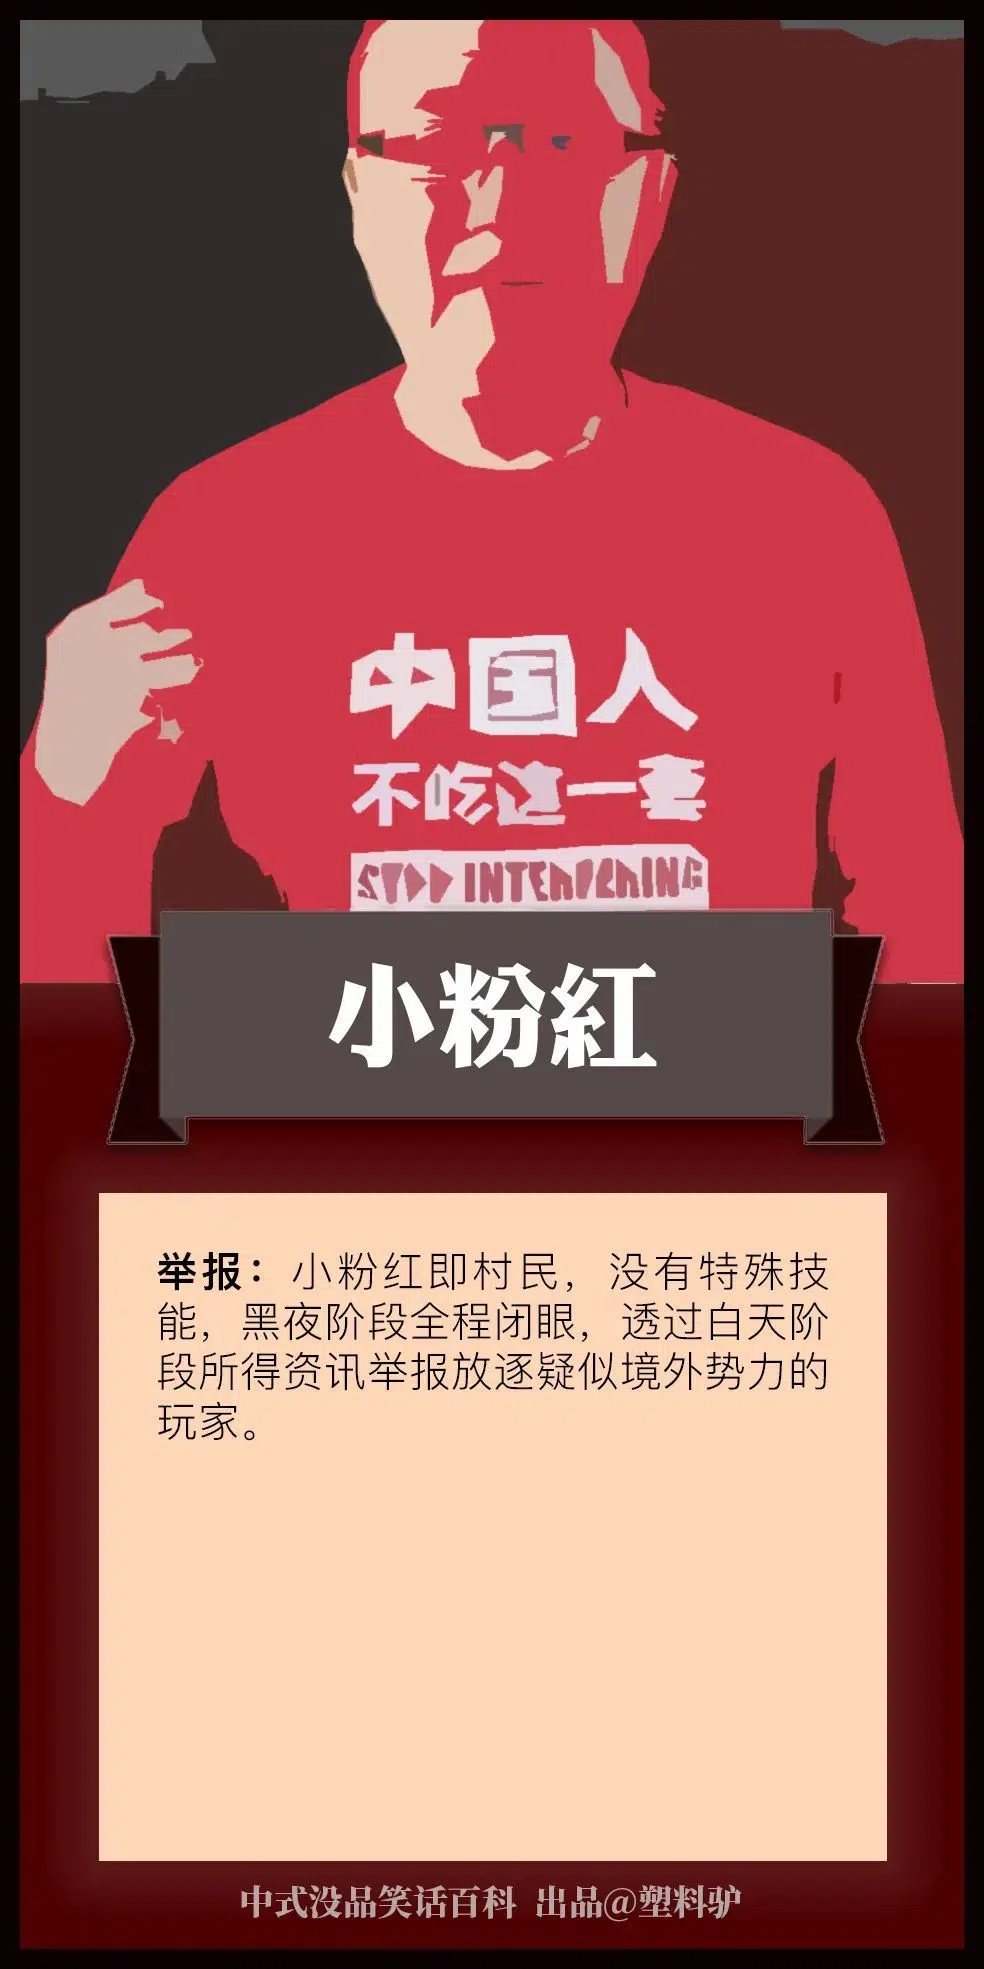 中国人
不吃这一套
STOP INTERFERING
小粉紅
举报：小粉红即村民，没有特殊技
能，黑夜阶段全程闭眼，透过白天阶
段所得资讯举报放逐疑似境外势力的
玩家。
中式没品笑话百科 出品@塑料驴